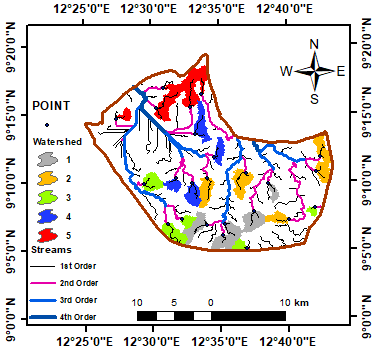 12°25'0"E 12°30'0"E 12°35'0"E 12°40'0"E
9°20'0"N 9°20'0"N
N
W E
S
POINT
9°15'0"N 9°15'0"N
Watershed
1
2
9°10'0"N 9°10'0"N
3
4
5
Streams
9°5'0"N 9°5'0"N
1st Order
2nd Order
3rd Order
10 5 0 10 km
4th Order
9°0'0"N 9°0'0"N
12°25'0"E 12°30'0"E 12°35'0"E 12°40'0"E